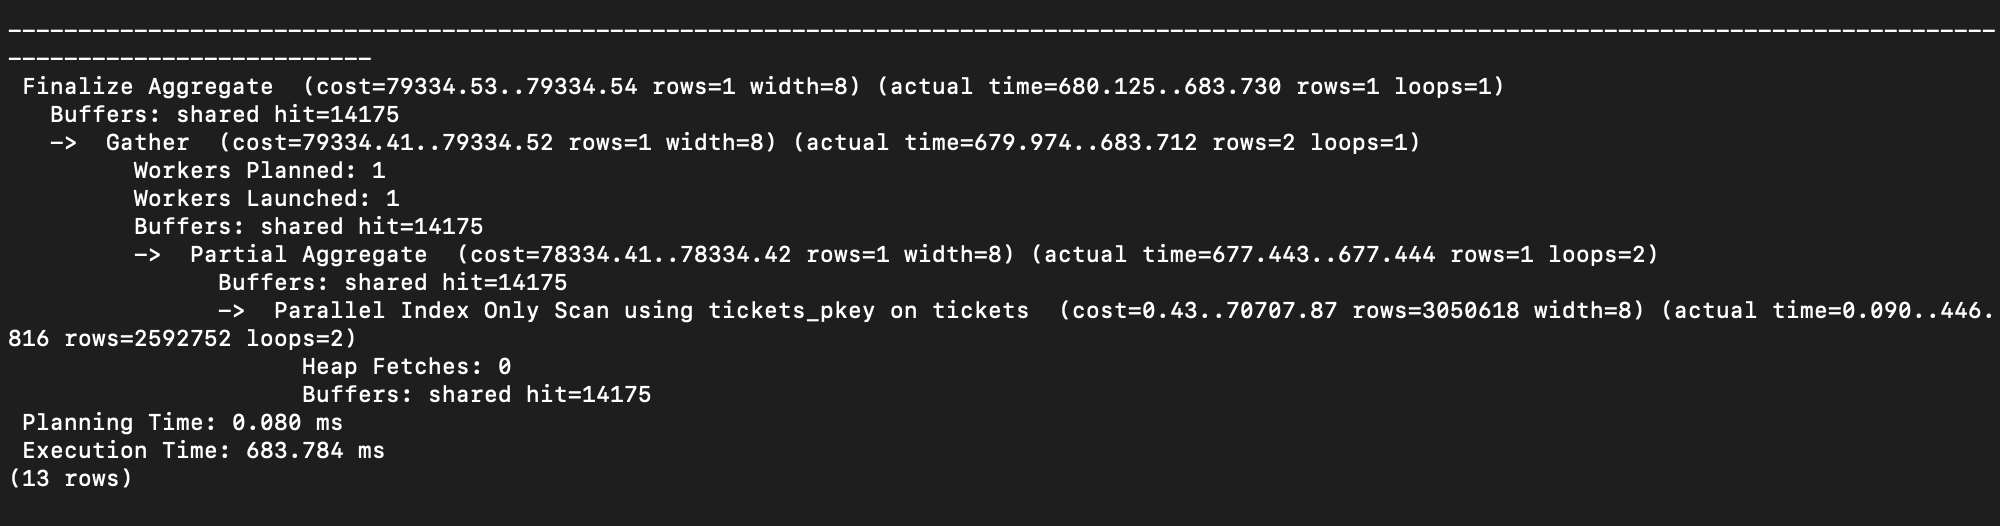 ----------------------------------------------------------------------------------------------------------------------------------------------
--------------------------
 Finalize Aggregate  (cost=79334.53..79334.54 rows=1 width=8) (actual time=680.125..683.730 rows=1 loops=1)
   Buffers: shared hit=14175
   ->  Gather  (cost=79334.41..79334.52 rows=1 width=8) (actual time=679.974..683.712 rows=2 loops=1)
         Workers Planned: 1
         Workers Launched: 1
         Buffers: shared hit=14175
         ->  Partial Aggregate  (cost=78334.41..78334.42 rows=1 width=8) (actual time=677.443..677.444 rows=1 loops=2)
               Buffers: shared hit=14175
               ->  Parallel Index Only Scan using tickets_pkey on tickets  (cost=0.43..70707.87 rows=3050618 width=8) (actual time=0.090..446.
816 rows=2592752 loops=2)
                     Heap Fetches: 0
                     Buffers: shared hit=14175
 Planning Time: 0.080 ms
 Execution Time: 683.784 ms
(13 rows)